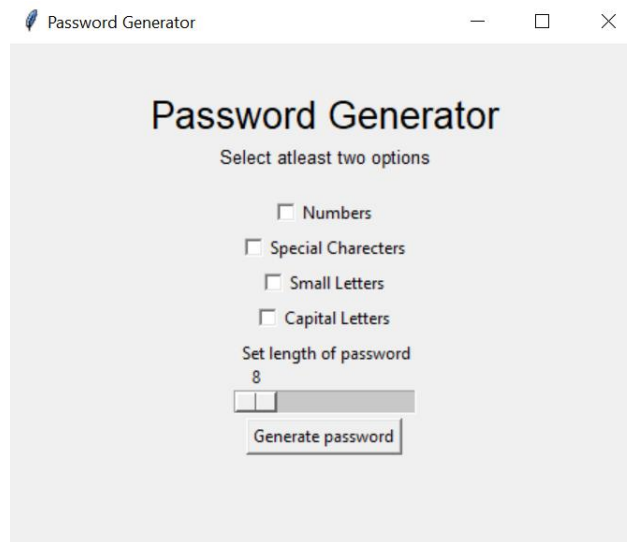 Password Generator
Password Generator
Select atleast two options
Numbers
Special Charecters
Small Letters
Capital Letters
Set length of password
8
Generate password